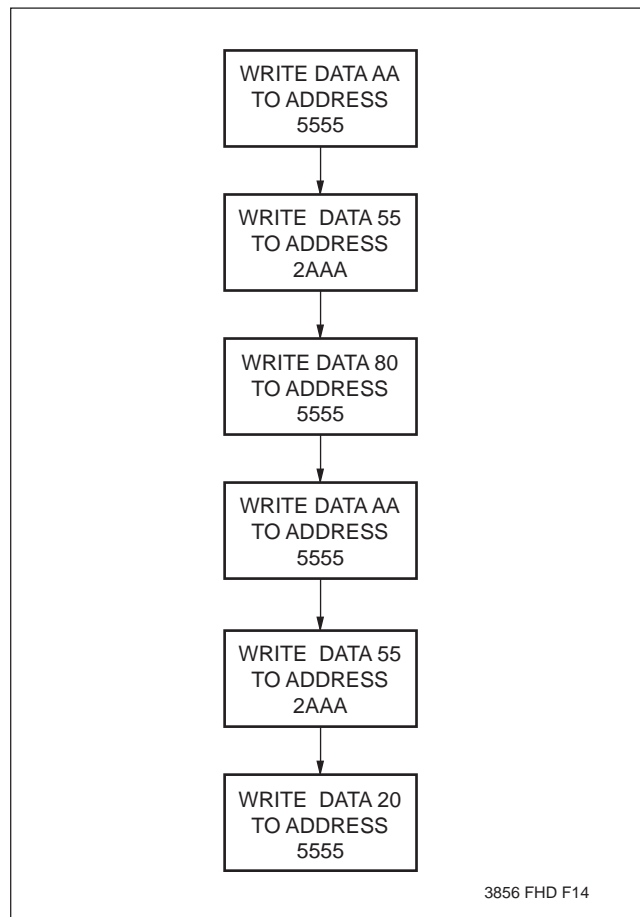 WRITE DATA AA
TO ADDRESS
5555
WRITE DATA 55
TO ADDRESS
2AAA
WRITE DATA 80
TO ADDRESS
5555
WRITE DATA AA
TO ADDRESS
5555
WRITE DATA 55
TO ADDRESS
2AAA
WRITE DATA 20
TO ADDRESS
5555
3856 FHD F14